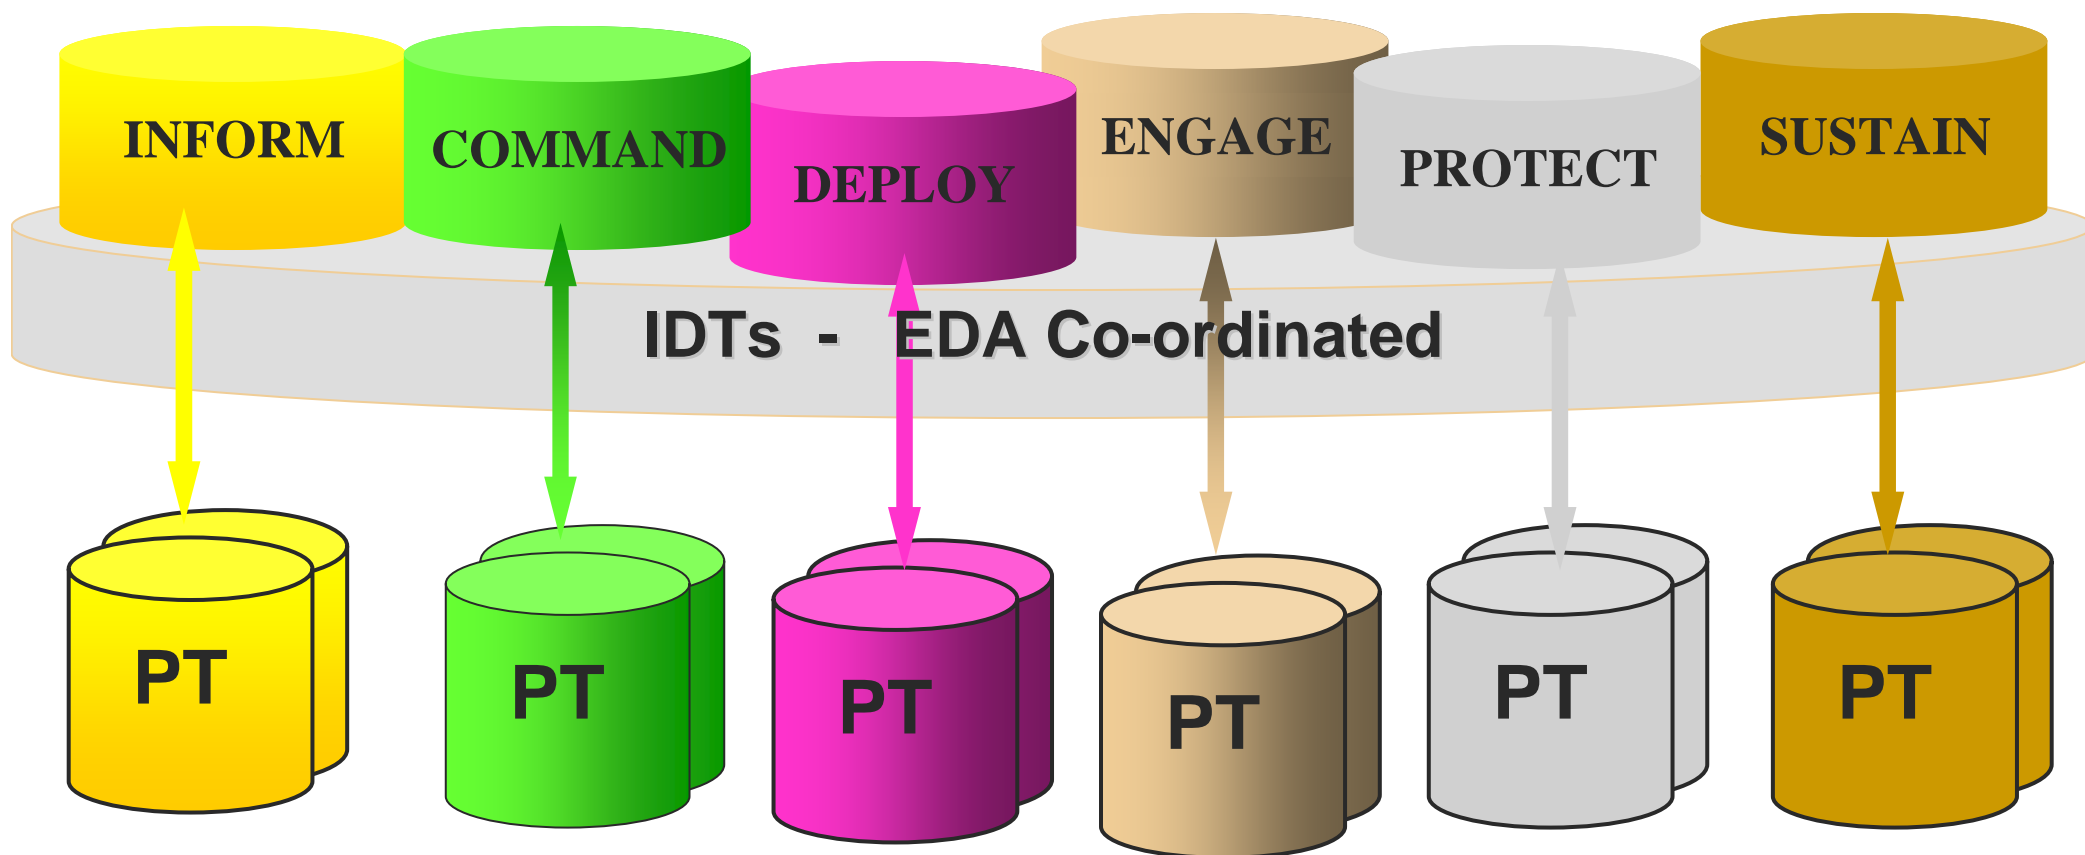 INFORM
COMMAND
DEPLOY
ENGAGE
PROTECT
SUSTAIN
IDTs - EDA Co-ordinated
PT
PT
PT
PT
PT
PT